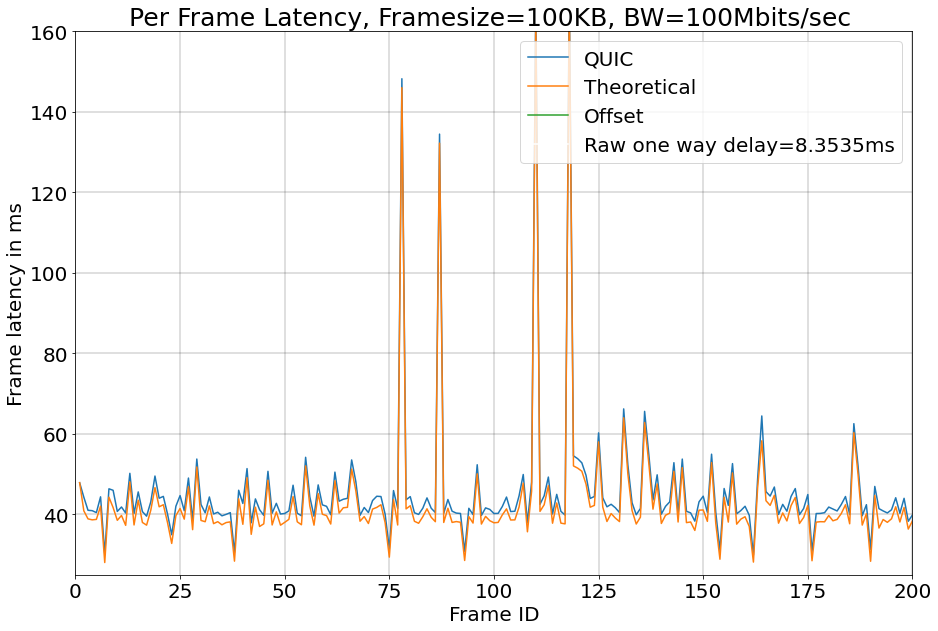 Per Frame Latency, Framesize=100KB, BW=100Mbits/sec
160
140
120
100
80
60
40
Frame latency in ms
QUIC
Theoretical
Offset
Raw one way delay=8.3535ms
0 25 50 75 100 125 150 175 200
Frame ID